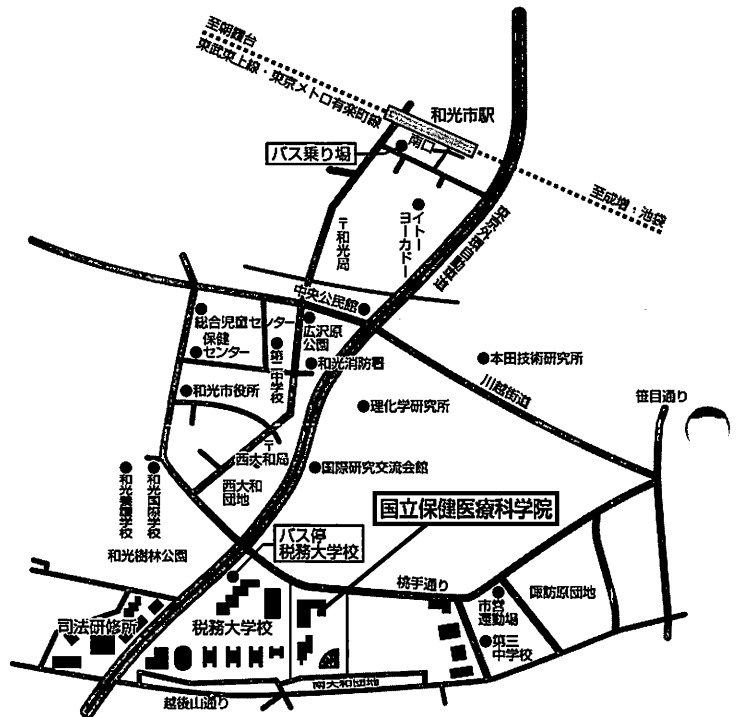 至朝霞台
東武東上線・東京メトロ有楽町線
和光市駅
南口
バス乗り場
至成増・池袋
イトー
ヨーカドー
〒和光局
東京外環自動車道
中央公民館
総合児童センター
保健
センター
第二中学校
広沢原
公園
和光消防署
本田技術研究所
川越街道
笹目通り
和光市役所
理化学研究所
〒
西大和局
西大和
団地
国際研究交流会館
和光養護学校
和光国際学校
国立保健医療科学院
バス停
税務大学校
和光樹林公園
桃手通り
諏訪原団地
市営
運動場
第三
中学校
司法研修所
税務大学校
南大和団地
越後山通り